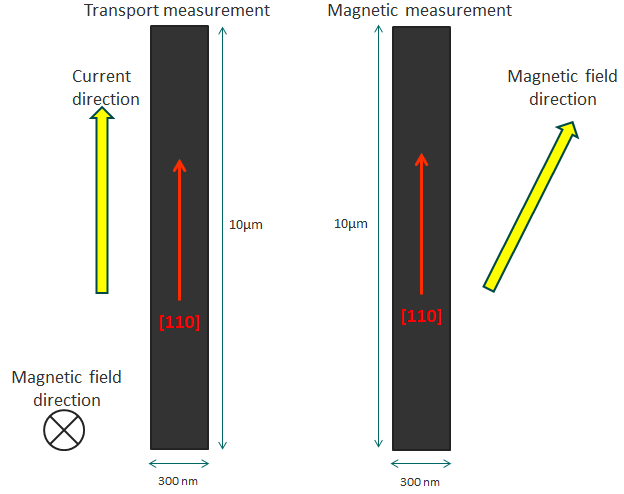 Transport measurement
Magnetic measurement
Current
direction
Magnetic field
direction
10μm
10μm
[110]
[110]
Magnetic field
direction
300 nm
300 nm